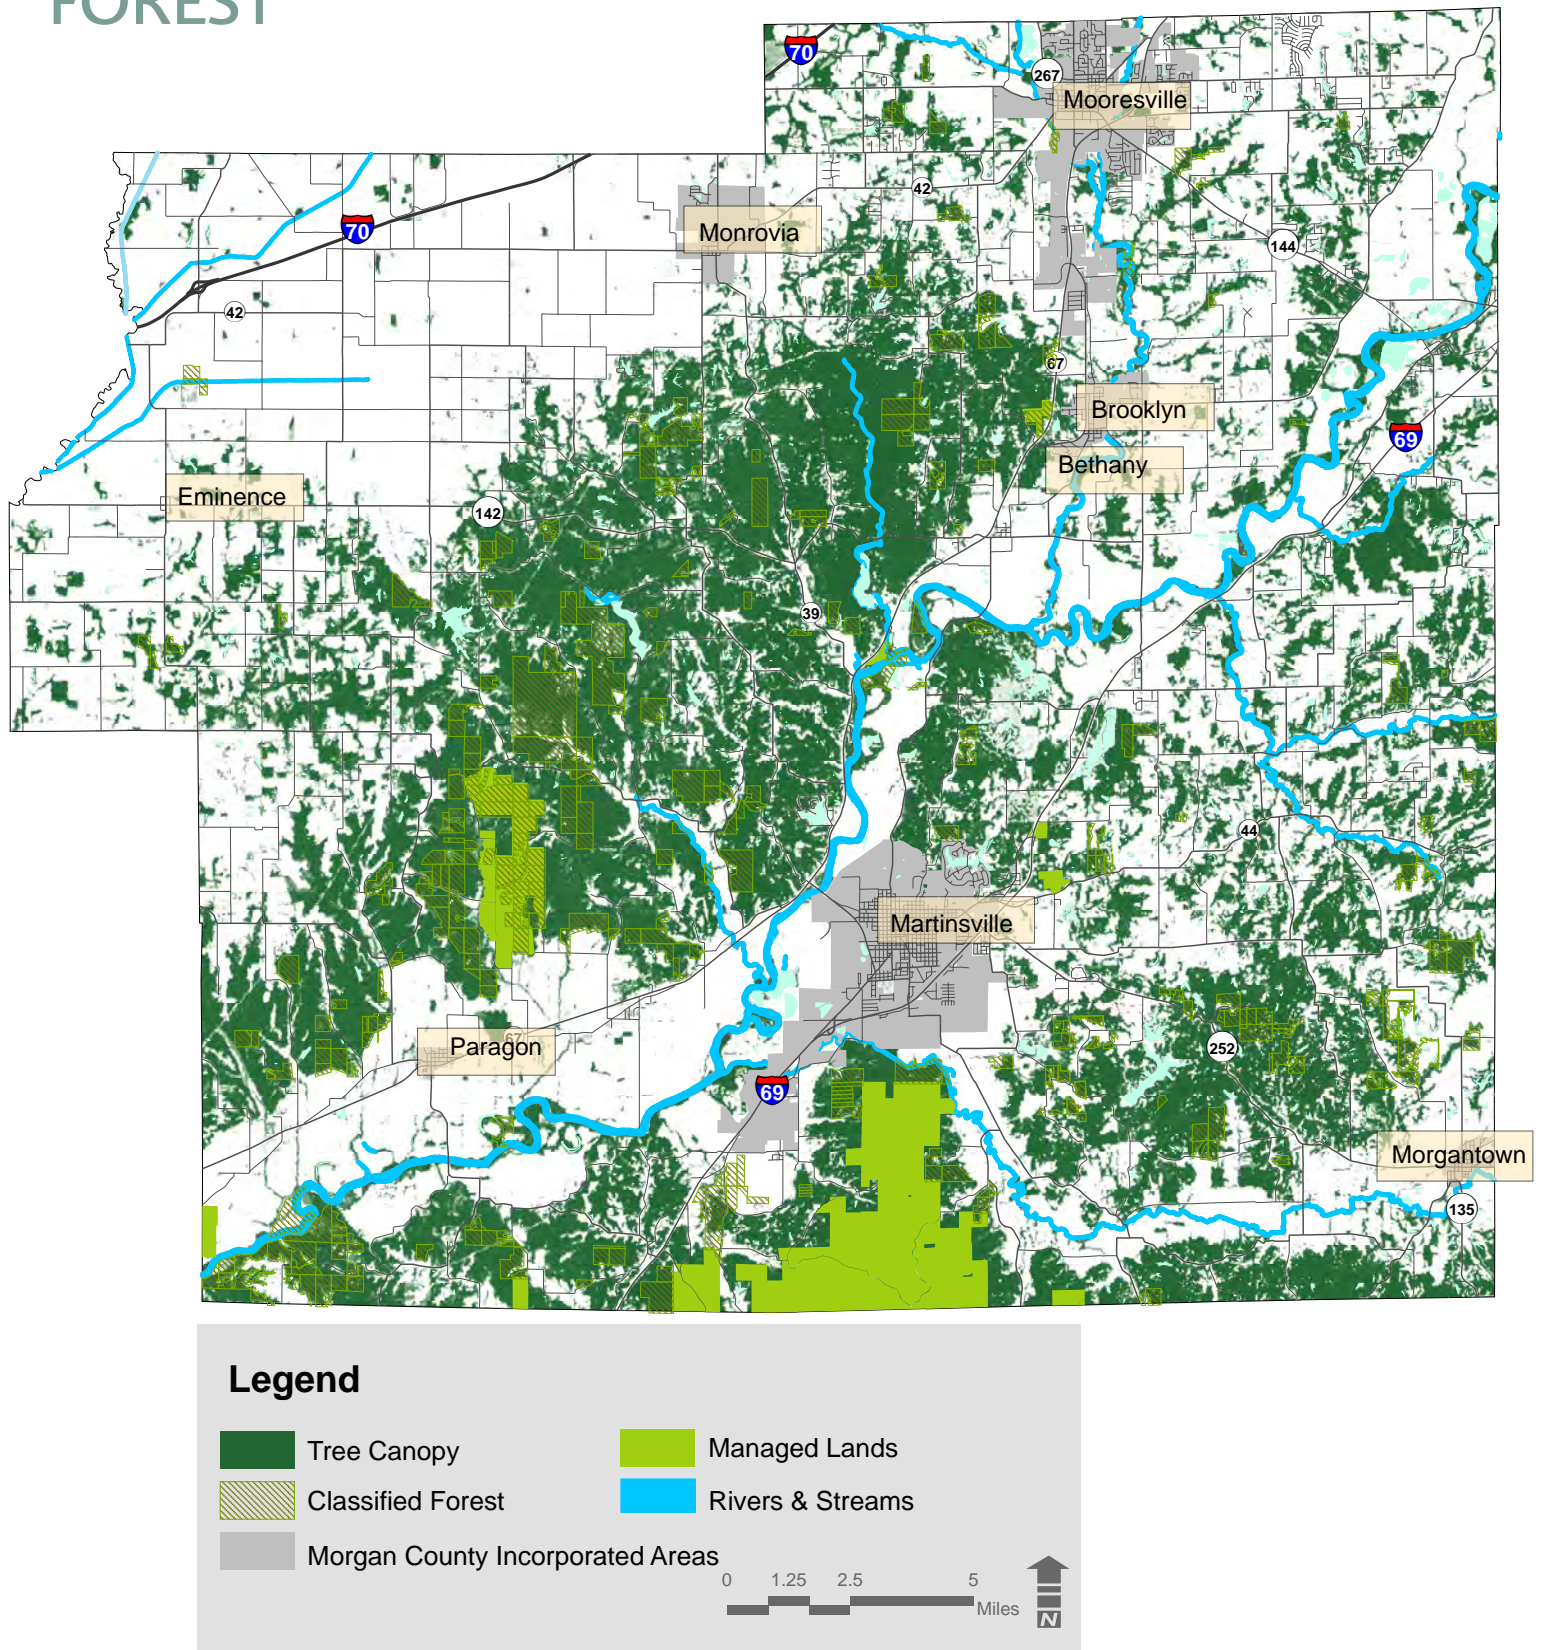 FOREST
70
267
Mooresville
42
Monrovia
70
144
42
67
Brooklyn
69
Bethany
Eminence
142
39
44
Martinsville
67
Paragon
252
69
Morgantown
135
Legend
Tree Canopy
Managed Lands
Classified Forest
Rivers & Streams
Morgan County Incorporated Areas
0 1.25 2.5 5
Miles
N